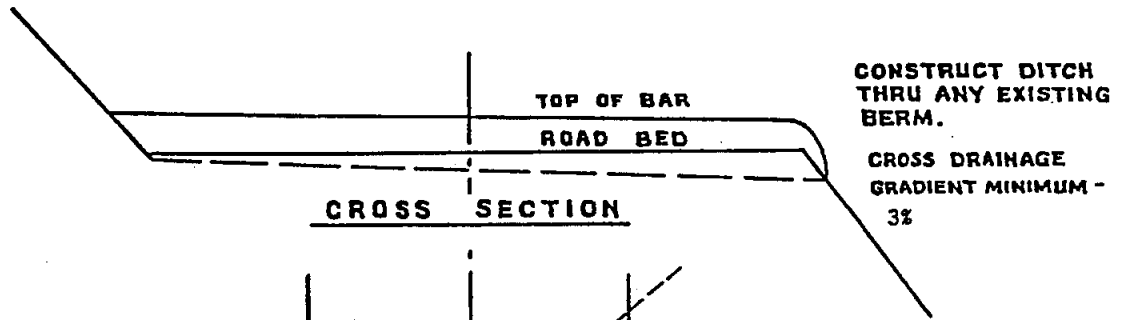 TOP OF BAR
ROAD BED
CROSS SECTION
CONSTRUCT DITCH
THRU ANY EXISTING
BERM.
CROSS DRAINAGE
GRADIENT MINIMUM -
3%